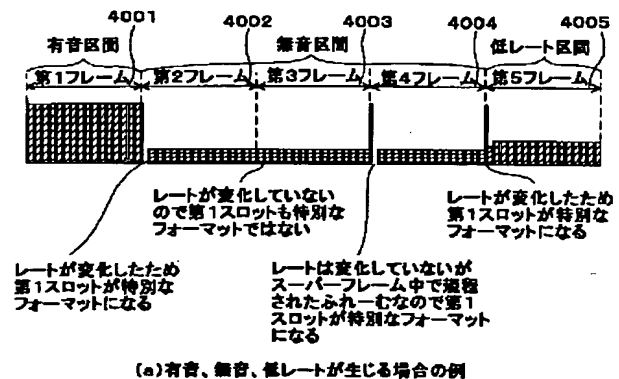 4001 4002 4003 4004 4005
有音区間 無音区間 低レート区間
第1フレーム 第2フレーム 第3フレーム 第4フレーム 第5フレーム
レートが変化していない
ので第1スロットも特別な
フォーマットではない
レートが変化したため
第1スロットが特別な
フォーマットになる
レートが変化したため
第1スロットが特別な
フォーマットになる
レートは変化していないが
スーパーフレーム中で規程
されたふれーむなので第1
スロットが特別なフォーマット
になる
(a)有音、無音、低レートが生じる場合の例